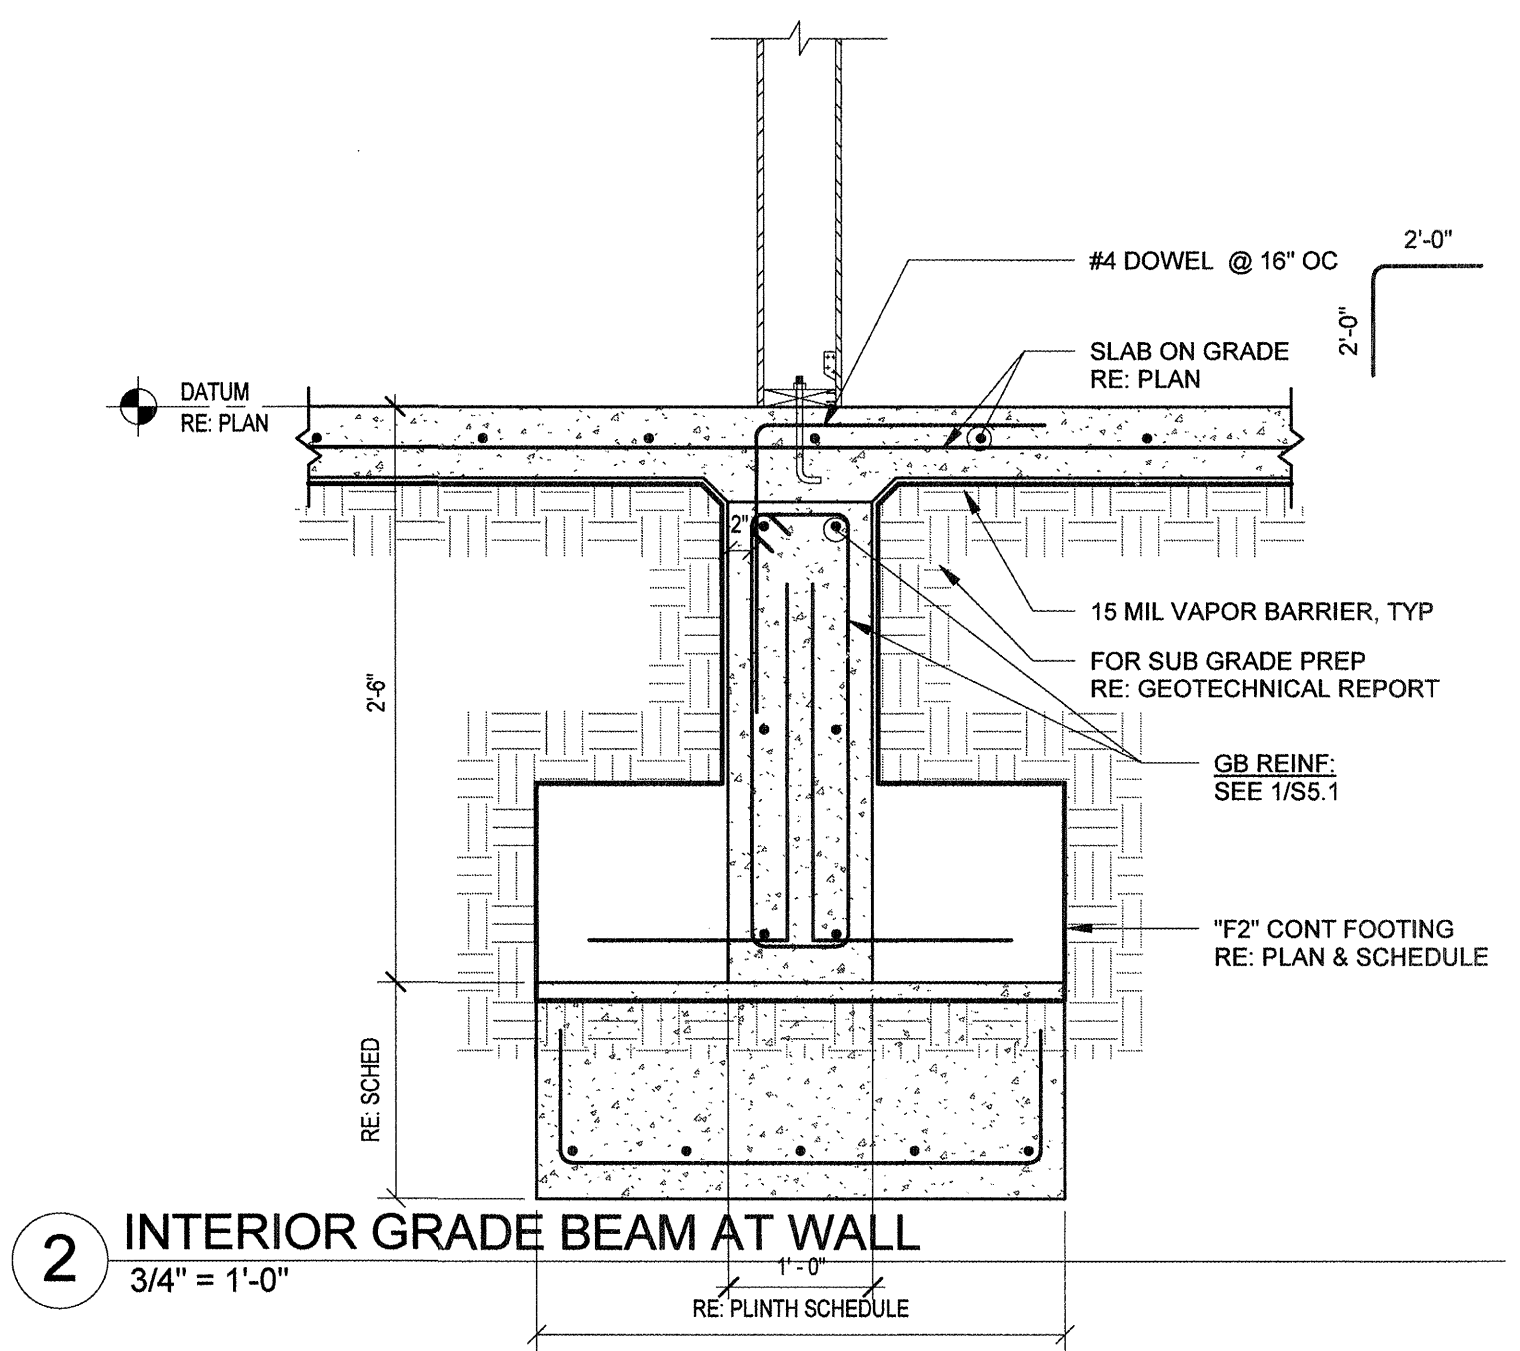 #4 DOWEL @ 16" OC
2'-0"
2'-0"
SLAB ON GRADE
RE: PLAN
DATUM
RE: PLAN
2"
15 MIL VAPOR BARRIER, TYP
FOR SUB GRADE PREP
RE: GEOTECHNICAL REPORT
2'-6"
GB REINF:
SEE 1/S5.1
"F2" CONT FOOTING
RE: PLAN & SCHEDULE
RE: SCHED
2
INTERIOR GRADE BEAM AT WALL
3/4" = 1'-0"
1' - 0"
RE: PLINTH SCHEDULE